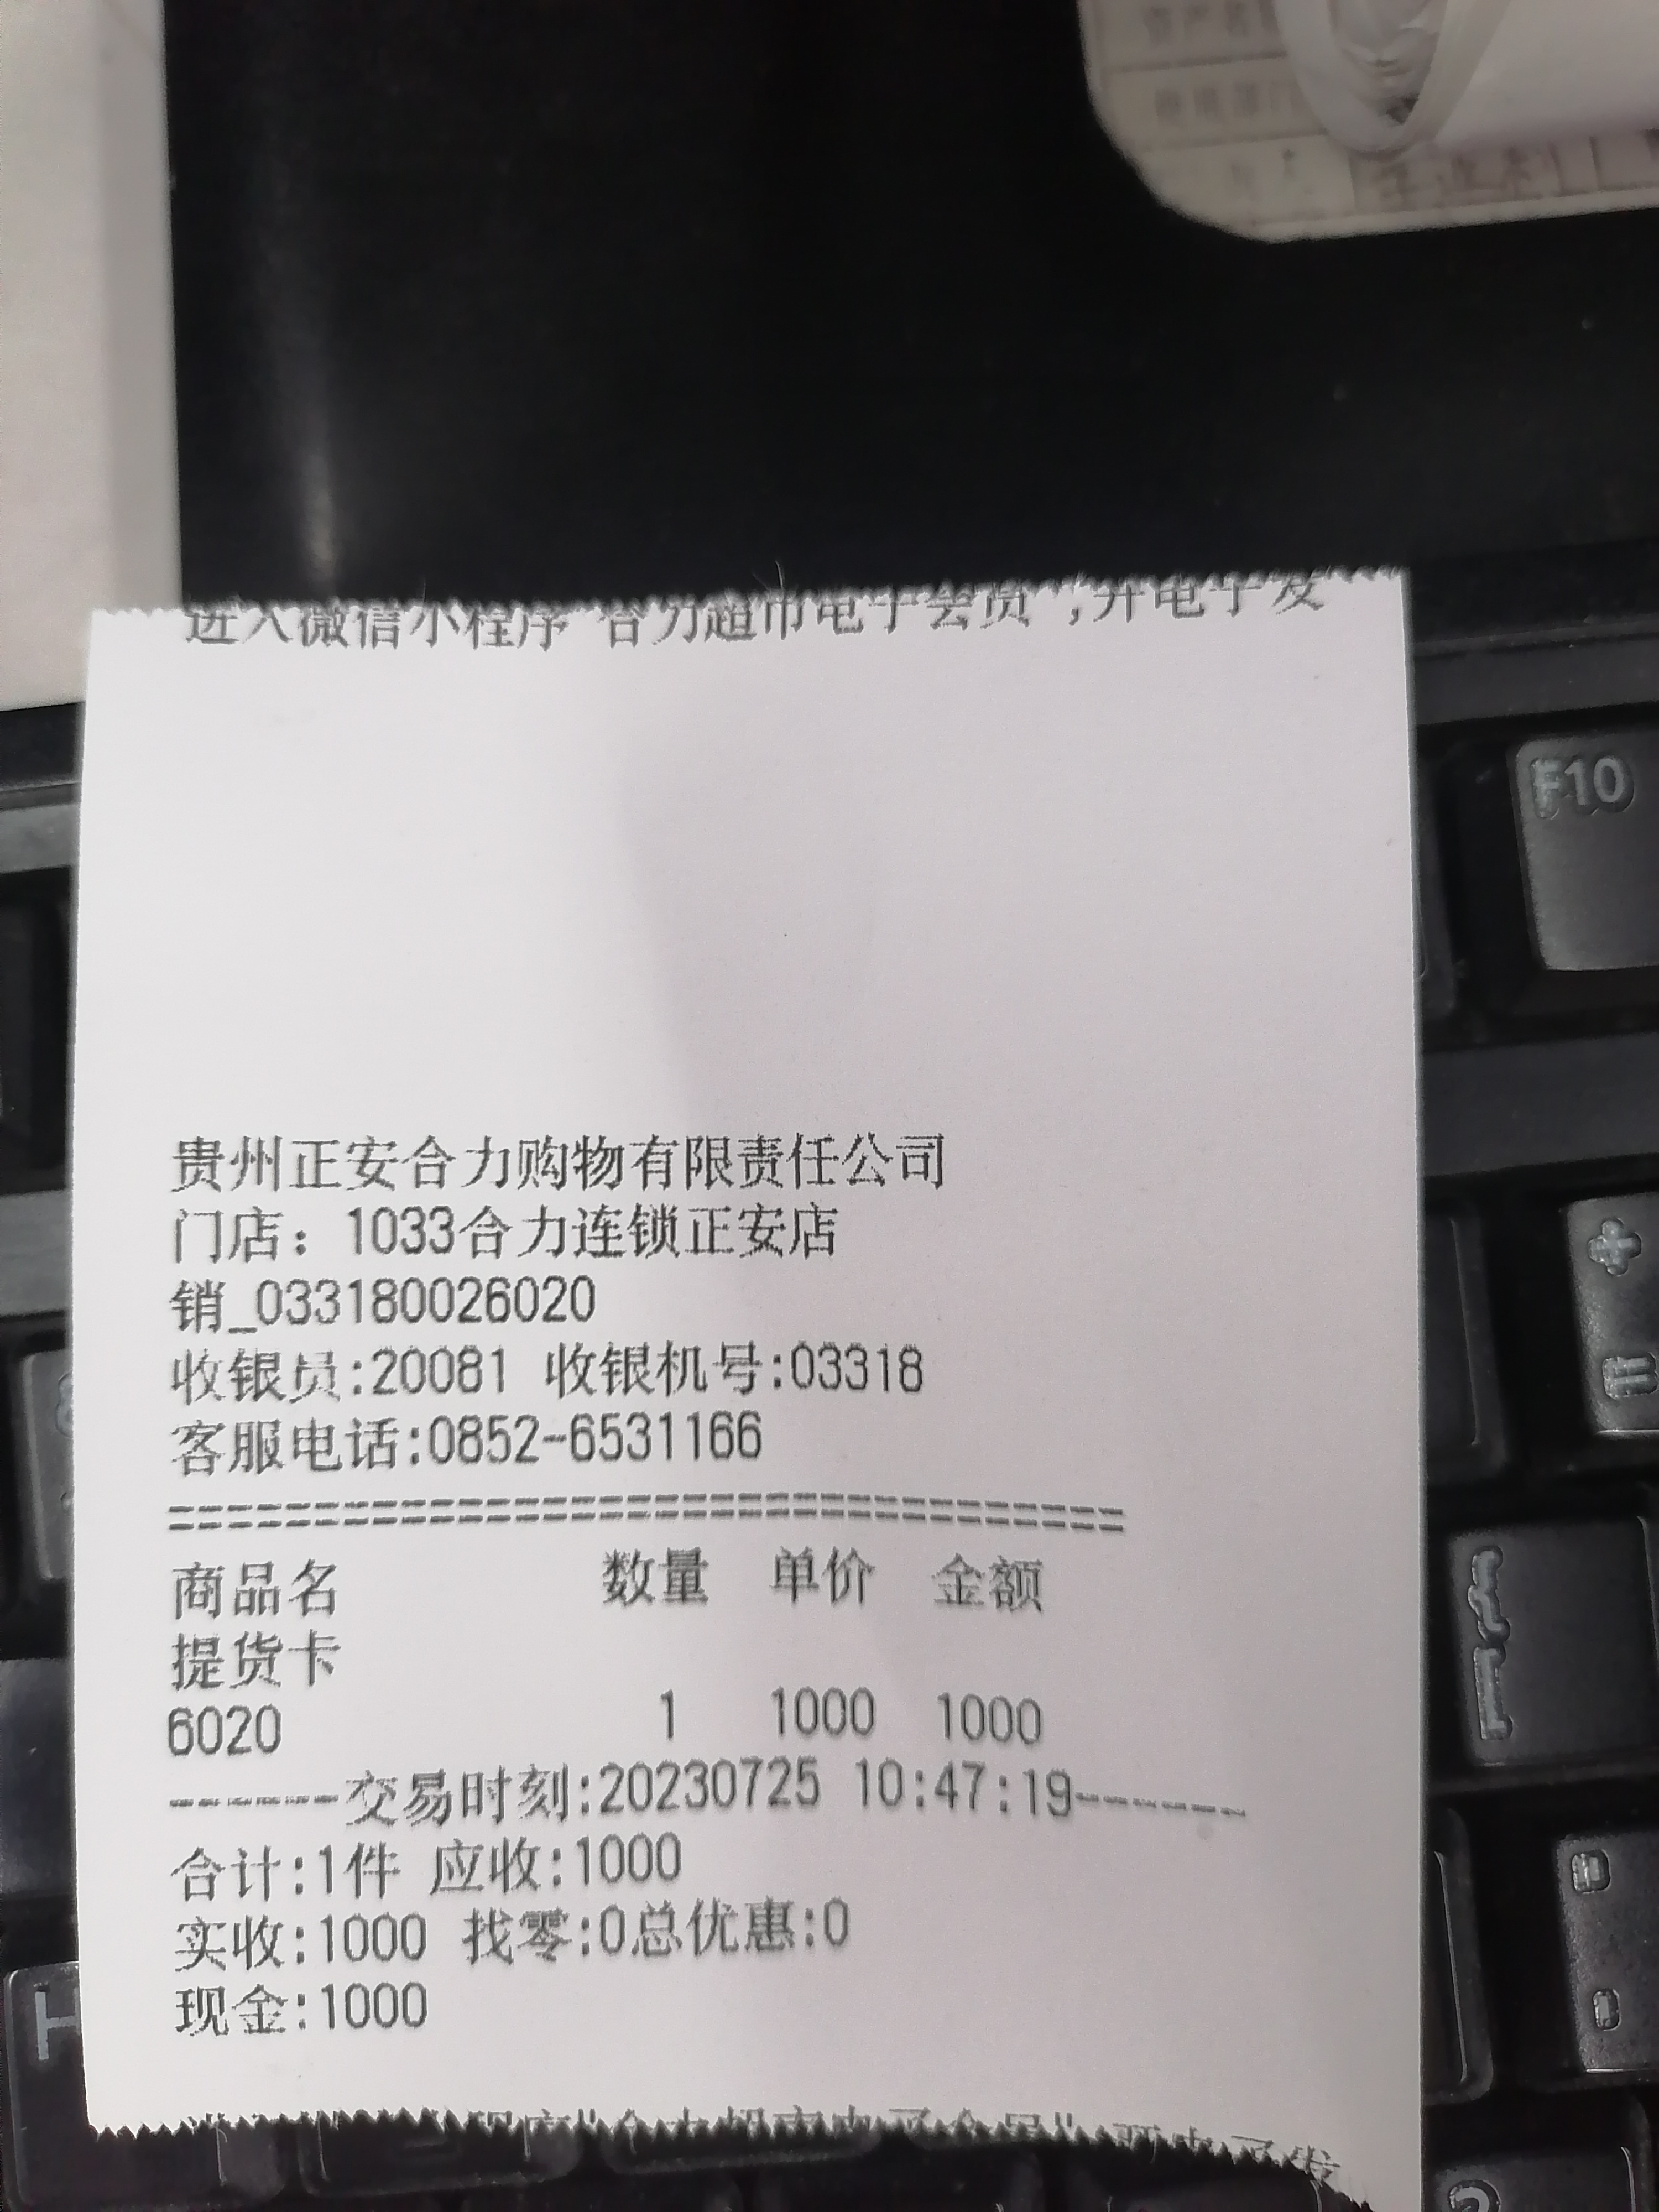 进入微信小程序"合力超市电子会员",开电子发
贵州正安合力购物有限责任公司
门店：1033合力连锁正安店
销_033180026020
收银员:20081 收银机号:03318
客服电话:0852-6531166
==================================
商品名 数量 单价 金额
提货卡
6020 1 1000 1000
------交易时刻:20230725 10:47:19-------
合计:1件 应收:1000
实收:1000 找零:0总优惠:0
现金:1000
F10
+
=
H
2